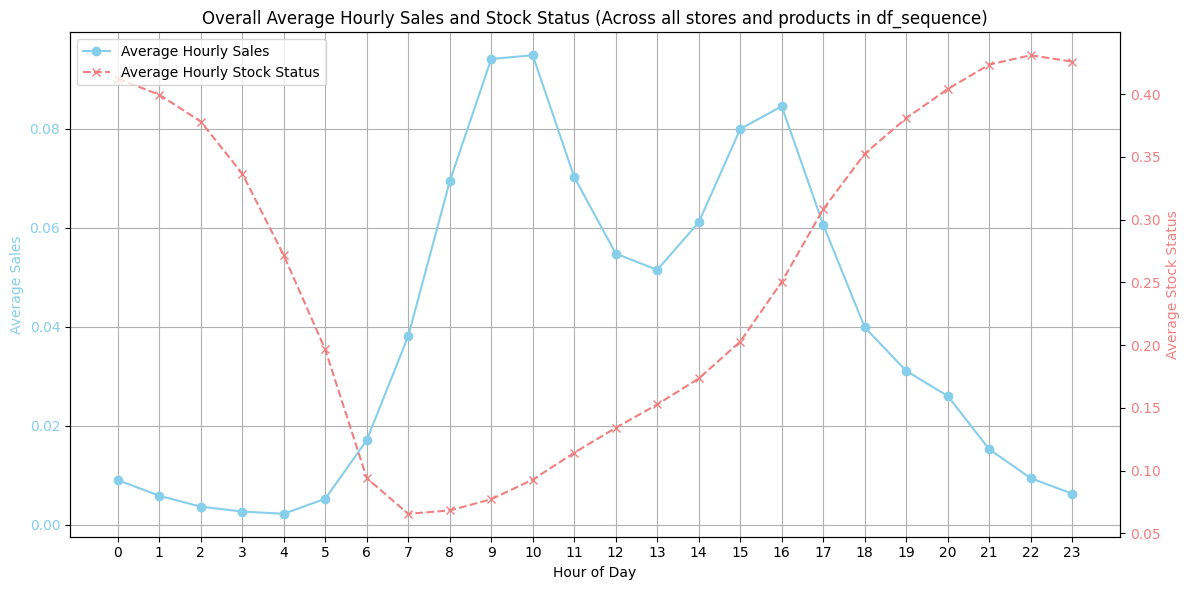 Overall Average Hourly Sales and Stock Status (Across all stores and products in df_sequence)
Average Hourly Sales
Average Hourly Stock Status
Average Sales
0.08
0.06
0.04
0.02
0.00
0.40
0.35
0.30
0.25
0.20
0.15
0.10
0.05
Average Stock Status
0 1 2 3 4 5 6 7 8 9 10 11 12 13 14 15 16 17 18 19 20 21 22 23
Hour of Day